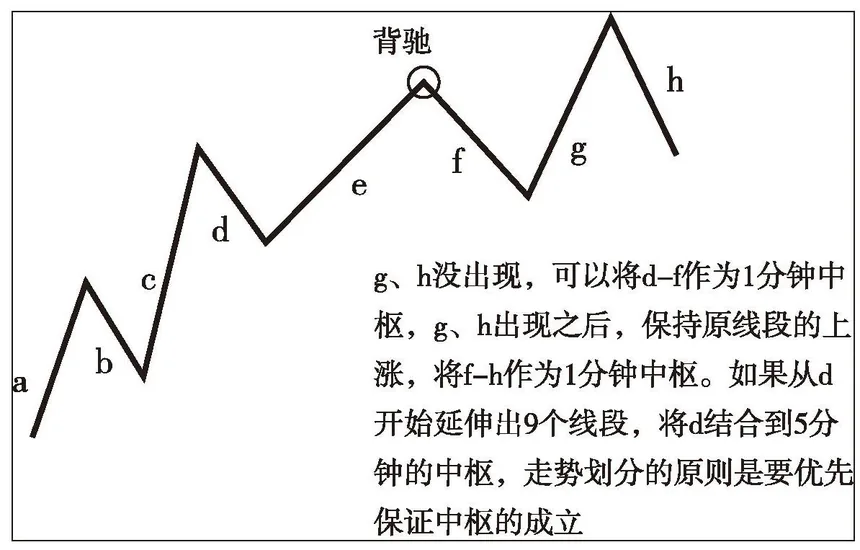 背驰
h
g
f
e
d
c
b
a
g、h没出现，可以将d-f作为1分钟中
枢，g、h出现之后，保持原线段的上
涨，将f-h作为1分钟中枢。如果从d
开始延伸出9个线段，将d结合到5分
钟的中枢，走势划分的原则是要优先
保证中枢的成立